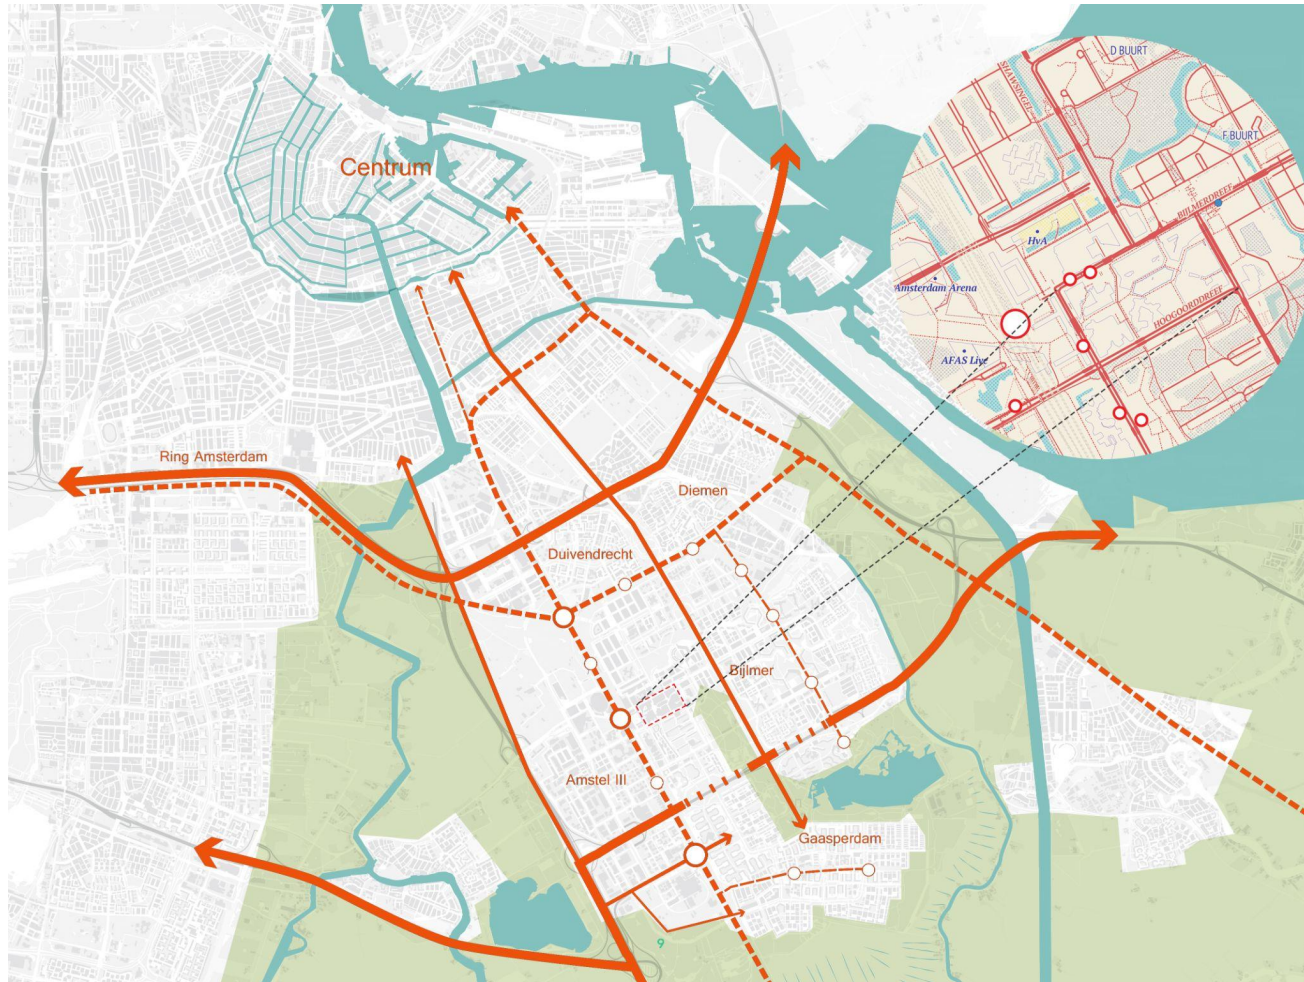 D BUURT
SHAWSINGEL
Centrum
F BUURT
BIJLMERDREEF
HvA
Amsterdam Arena
HOOGOORDDREEF
AFAS Live
Ring Amsterdam
Diemen
Duivendrecht
Bijlmer
Amstel III
Gaasperdam
9